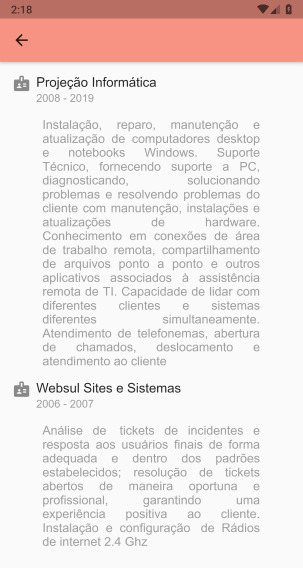 2:18
Projeção Informática
2008 - 2019
Instalação, reparo, manutenção e
atualização de computadores desktop
e notebooks Windows. Suporte
Técnico, fornecendo suporte a PC,
diagnosticando, solucionando
problemas e resolvendo problemas do
cliente com manutenção, instalações e
atualizações de hardware.
Conhecimento em conexões de área
de trabalho remota, compartilhamento
de arquivos ponto a ponto e outros
aplicativos associados à assistência
remota de TI. Capacidade de lidar com
diferentes clientes e sistemas
diferentes simultaneamente.
Atendimento de telefonemas, abertura
de chamados, deslocamento e
atendimento ao cliente
Websul Sites e Sistemas
2006 - 2007
Análise de tickets de incidentes e
resposta aos usuários finais de forma
adequada e dentro dos padrões
estabelecidos; resolução de tickets
abertos de maneira oportuna e
profissional, garantindo uma
experiência positiva ao cliente.
Instalação e configuração de Rádios
de internet 2.4 Ghz